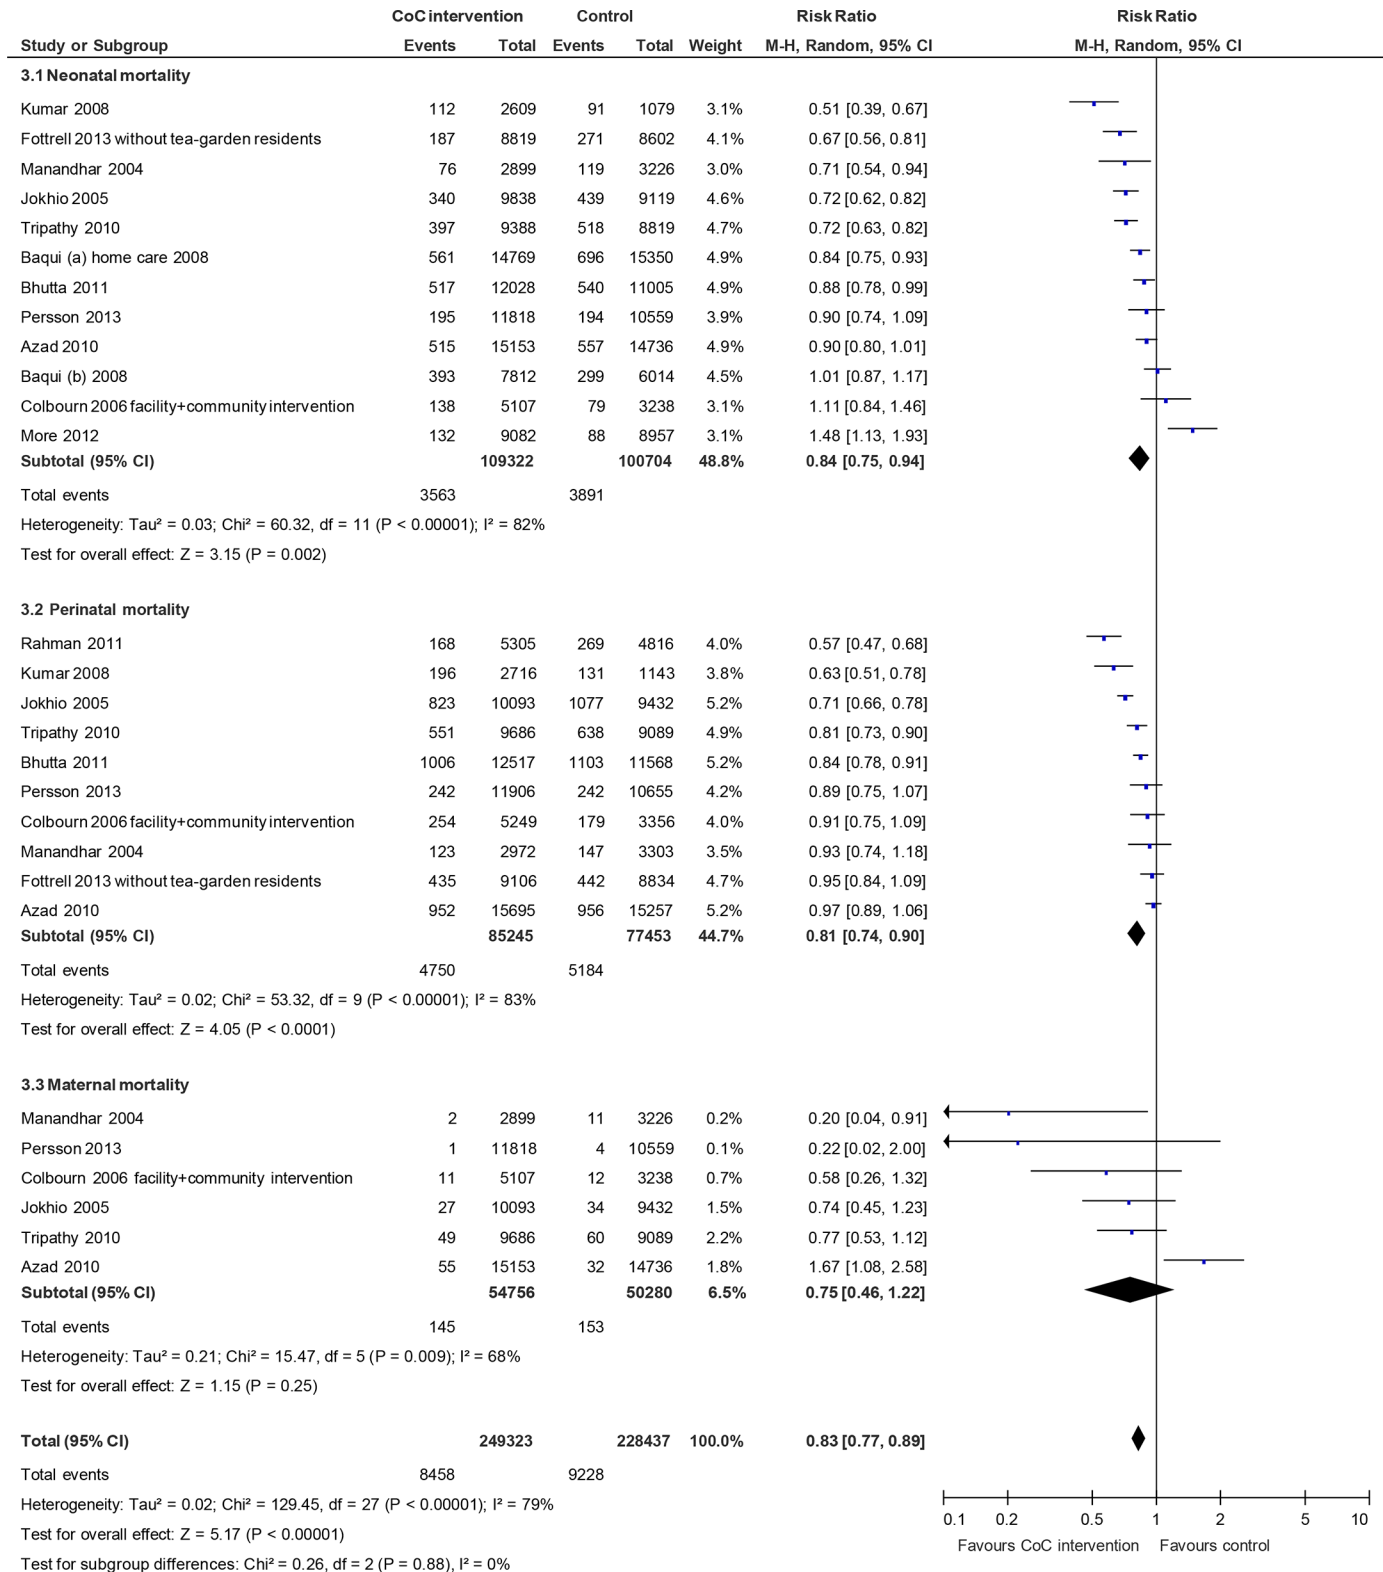 CoC intervention Control Risk Ratio Risk Ratio
Study or Subgroup Events Total Events Total Weight M-H, Random, 95% CI M-H, Random, 95% CI
3.1 Neonatal mortality
Kumar 2008 112 2609 91 1079 3.1% 0.51 [0.39, 0.67]
Fottrell 2013 without tea-garden residents 187 8819 271 8602 4.1% 0.67 [0.56, 0.81]
Manandhar 2004 76 2899 119 3226 3.0% 0.71 [0.54, 0.94]
Jokhio 2005 340 9838 439 9119 4.6% 0.72 [0.62, 0.82]
Tripathy 2010 397 9388 518 8819 4.7% 0.72 [0.63, 0.82]
Baqui (a) home care 2008 561 14769 696 15350 4.9% 0.84 [0.75, 0.93]
Bhutta 2011 517 12028 540 11005 4.9% 0.88 [0.78, 0.99]
Persson 2013 195 11818 194 10559 3.9% 0.90 [0.74, 1.09]
Azad 2010 515 15153 557 14736 4.9% 0.90 [0.80, 1.01]
Baqui (b) 2008 393 7812 299 6014 4.5% 1.01 [0.87, 1.17]
Colbourn 2006 facility+community intervention 138 5107 79 3238 3.1% 1.11 [0.84, 1.46]
More 2012 132 9082 88 8957 3.1% 1.48 [1.13, 1.93]
Subtotal (95% CI) 109322 100704 48.8% 0.84 [0.75, 0.94]
Total events 3563 3891
Heterogeneity: Tau² = 0.03; Chi² = 60.32, df = 11 (P < 0.00001); I² = 82%
Test for overall effect: Z = 3.15 (P = 0.002)
3.2 Perinatal mortality
Rahman 2011 168 5305 269 4816 4.0% 0.57 [0.47, 0.68]
Kumar 2008 196 2716 131 1143 3.8% 0.63 [0.51, 0.78]
Jokhio 2005 823 10093 1077 9432 5.2% 0.71 [0.66, 0.78]
Tripathy 2010 551 9686 638 9089 4.9% 0.81 [0.73, 0.90]
Bhutta 2011 1006 12517 1103 11568 5.2% 0.84 [0.78, 0.91]
Persson 2013 242 11906 242 10655 4.2% 0.89 [0.75, 1.07]
Colbourn 2006 facility+community intervention 254 5249 179 3356 4.0% 0.91 [0.75, 1.09]
Manandhar 2004 123 2972 147 3303 3.5% 0.93 [0.74, 1.18]
Fottrell 2013 without tea-garden residents 435 9106 442 8834 4.7% 0.95 [0.84, 1.09]
Azad 2010 952 15695 956 15257 5.2% 0.97 [0.89, 1.06]
Subtotal (95% CI) 85245 77453 44.7% 0.81 [0.74, 0.90]
Total events 4750 5184
Heterogeneity: Tau² = 0.02; Chi² = 53.32, df = 9 (P < 0.00001); I² = 83%
Test for overall effect: Z = 4.05 (P < 0.0001)
3.3 Maternal mortality
Manandhar 2004 2 2899 11 3226 0.2% 0.20 [0.04, 0.91]
Persson 2013 1 11818 4 10559 0.1% 0.22 [0.02, 2.00]
Colbourn 2006 facility+community intervention 11 5107 12 3238 0.7% 0.58 [0.26, 1.32]
Jokhio 2005 27 10093 34 9432 1.5% 0.74 [0.45, 1.23]
Tripathy 2010 49 9686 60 9089 2.2% 0.77 [0.53, 1.12]
Azad 2010 55 15153 32 14736 1.8% 1.67 [1.08, 2.58]
Subtotal (95% CI) 54756 50280 6.5% 0.75 [0.46, 1.22]
Total events 145 153
Heterogeneity: Tau² = 0.21; Chi² = 15.47, df = 5 (P = 0.009); I² = 68%
Test for overall effect: Z = 1.15 (P = 0.25)
Total (95% CI) 249323 228437 100.0% 0.83 [0.77, 0.89]
Total events 8458 9228
Heterogeneity: Tau² = 0.02; Chi² = 129.45, df = 27 (P < 0.00001); I² = 79%
Test for overall effect: Z = 5.17 (P < 0.00001)
Test for subgroup differences: Chi² = 0.26, df = 2 (P = 0.88), I² = 0%
0.1 0.2 0.5 1 2 5 10
Favours CoC intervention Favours control